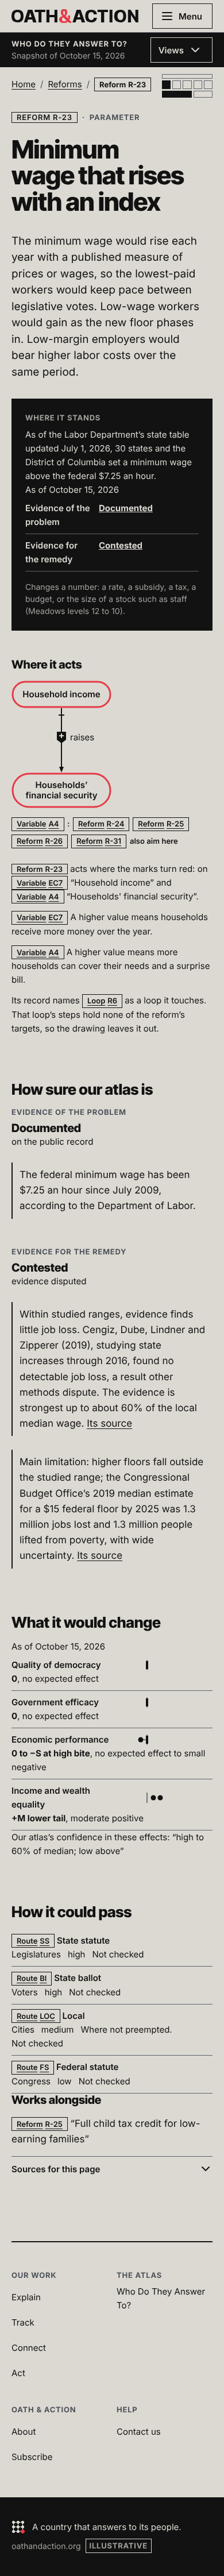 OATH&ACTION
Menu
WHO DO THEY ANSWER TO?
Snapshot of October 15, 2026
Views
Home / Reforms / Reform R-23
REFORM R-23 · PARAMETER
Minimum
wage that rises
with an index
The minimum wage would rise each
year with a published measure of
prices or wages, so the lowest-paid
workers would keep pace between
legislative votes. Low-wage workers
would gain as the new floor phases
in. Low-margin employers would
bear higher labor costs over the
same period.
WHERE IT STANDS
As of the Labor Department’s state table
updated July 1, 2026, 30 states and the
District of Columbia set a minimum wage
above the federal $7.25 an hour.
As of October 15, 2026
Evidence of the problem Documented
Evidence for the remedy Contested
Changes a number: a rate, a subsidy, a tax, a
budget, or the size of a stock such as staff
(Meadows levels 12 to 10).
Where it acts
Household income
raises
Households’
financial security
Variable A4 : Reform R-24 Reform R-25
Reform R-26 Reform R-31 also aim here
Reform R-23 acts where the marks turn red: on
Variable EC7 “Household income” and
Variable A4 “Households’ financial security”.
Variable EC7 A higher value means households
receive more money over the year.
Variable A4 A higher value means more
households can cover their needs and a surprise
bill.
Its record names Loop R6 as a loop it touches.
That loop’s steps hold none of the reform’s
targets, so the drawing leaves it out.
How sure our atlas is
EVIDENCE OF THE PROBLEM
Documented
on the public record
The federal minimum wage has been
$7.25 an hour since July 2009,
according to the Department of Labor.
EVIDENCE FOR THE REMEDY
Contested
evidence disputed
Within studied ranges, evidence finds
little job loss. Cengiz, Dube, Lindner and
Zipperer (2019), studying state
increases through 2016, found no
detectable job loss, a result other
methods dispute. The evidence is
strongest up to about 60% of the local
median wage. Its source
Main limitation: higher floors fall outside
the studied range; the Congressional
Budget Office’s 2019 median estimate
for a $15 federal floor by 2025 was 1.3
million jobs lost and 1.3 million people
lifted from poverty, with wide
uncertainty. Its source
What it would change
As of October 15, 2026
Quality of democracy
0, no expected effect
Government efficacy
0, no expected effect
Economic performance
0 to −S at high bite, no expected effect to small
negative
Income and wealth
equality
+M lower tail, moderate positive
Our atlas’s confidence in these effects: “high to
60% of median; low above”
How it could pass
Route SS State statute
Legislatures high Not checked
Route BI State ballot
Voters high Not checked
Route LOC Local
Cities medium Where not preempted.
Not checked
Route FS Federal statute
Congress low Not checked
Works alongside
Reform R-25 “Full child tax credit for low-
earning families”
Sources for this page
OUR WORK
Explain
Track
Connect
Act
THE ATLAS
Who Do They Answer
To?
OATH & ACTION
About
Subscribe
HELP
Contact us
A country that answers to its people.
oathandaction.org ILLUSTRATIVE